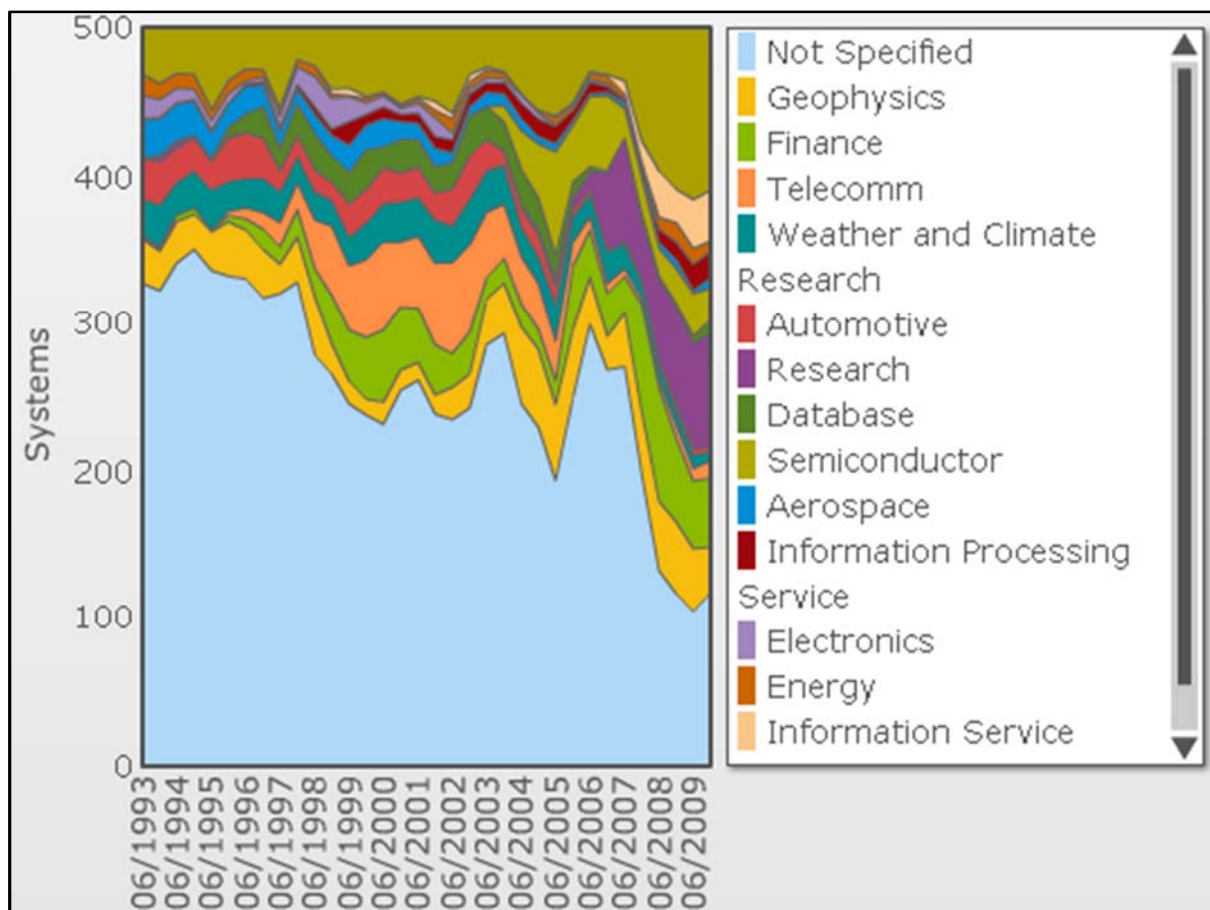 500
400
300
200
100
0
Systems
06/1993
06/1994
06/1995
06/1996
06/1997
06/1998
06/1999
06/2000
06/2001
06/2002
06/2003
06/2004
06/2005
06/2006
06/2007
06/2008
06/2009
Not Specified
Geophysics
Finance
Telecomm
Weather and Climate
Research
Automotive
Research
Database
Semiconductor
Aerospace
Information Processing
Service
Electronics
Energy
Information Service